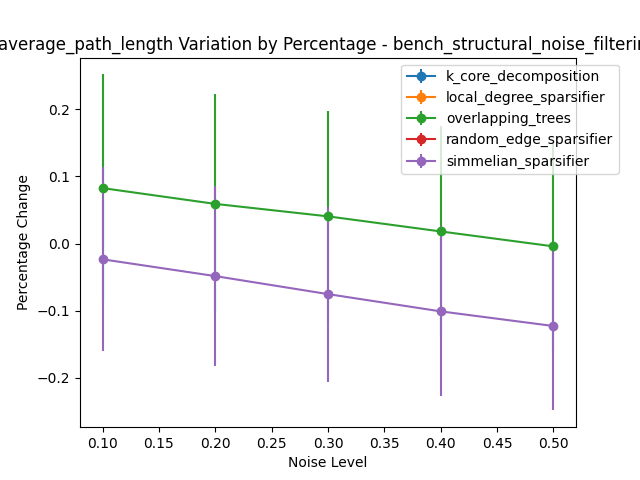 average_path_length Variation by Percentage - bench_structural_noise_filterin
k_core_decomposition
local_degree_sparsifier
overlapping_trees
random_edge_sparsifier
simmelian_sparsifier
Percentage Change
0.2
0.1
0.0
−0.1
−0.2
0.10 0.15 0.20 0.25 0.30 0.35 0.40 0.45 0.50
Noise Level